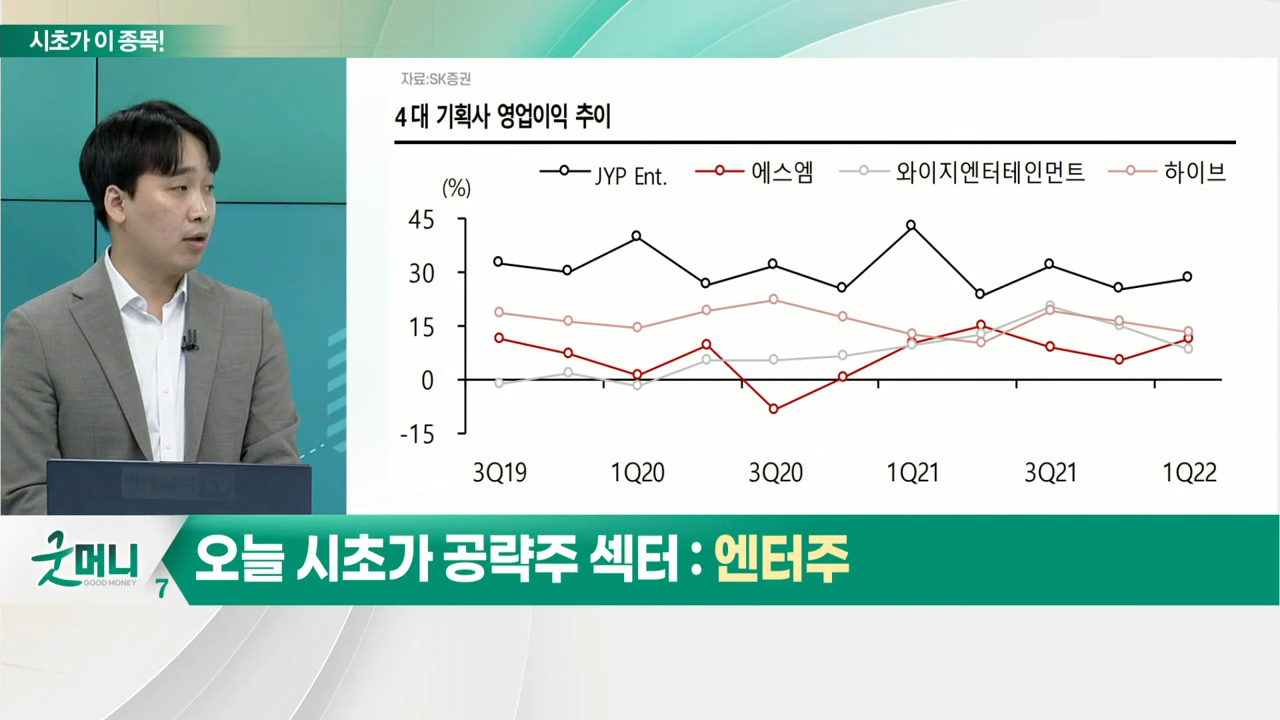 시초가 이 종목!
자료:SK증권
4대 기획사 영업이익 추이
JYP Ent. 에스엠 와이지엔터테인먼트 하이브
(%)
45
30
15
0
-15
3Q19 1Q20 3Q20 1Q21 3Q21 1Q22
굿머니
GOOD MONEY
7
오늘 시초가 공략주 섹터 : 엔터주